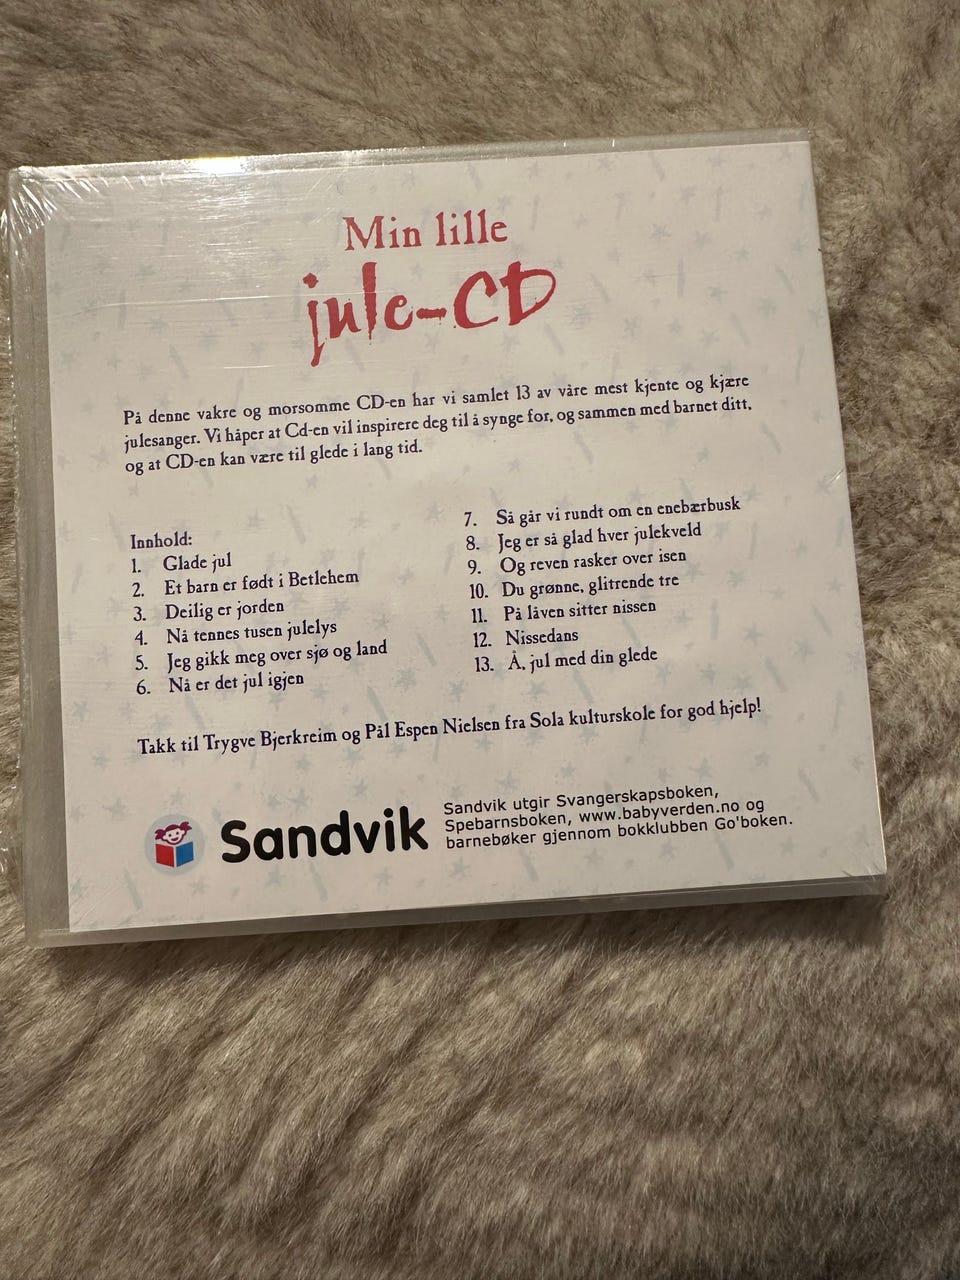 Min lille
jule-CD
På denne vakre og morsomme CD-en har vi samlet 13 av våre mest kjente og kjære
julesanger. Vi håper at Cd-en vil inspirere deg til å synge for, og sammen med barnet ditt,
og at CD-en kan være til glede i lang tid.
Innhold:
1. Glade jul
2. Et barn er født i Betlehem
3. Deilig er jorden
4. Nå tennes tusen julelys
5. Jeg gikk meg over sjø og land
6. Nå er det jul igjen
7. Så går vi rundt om en enebærbusk
8. Jeg er så glad hver julekveld
9. Og reven rasker over isen
10. Du grønne, glitrende tre
11. På låven sitter nissen
12. Nissedans
13. Å, jul med din glede
Takk til Trygve Bjerkreim og Pål Espen Nielsen fra Sola kulturskole for god hjelp!
Sandvik
Sandvik utgir Svangerskapsboken,
Spebarnsboken, www.babyverden.no og
barnebøker gjennom bokklubben Go'boken.